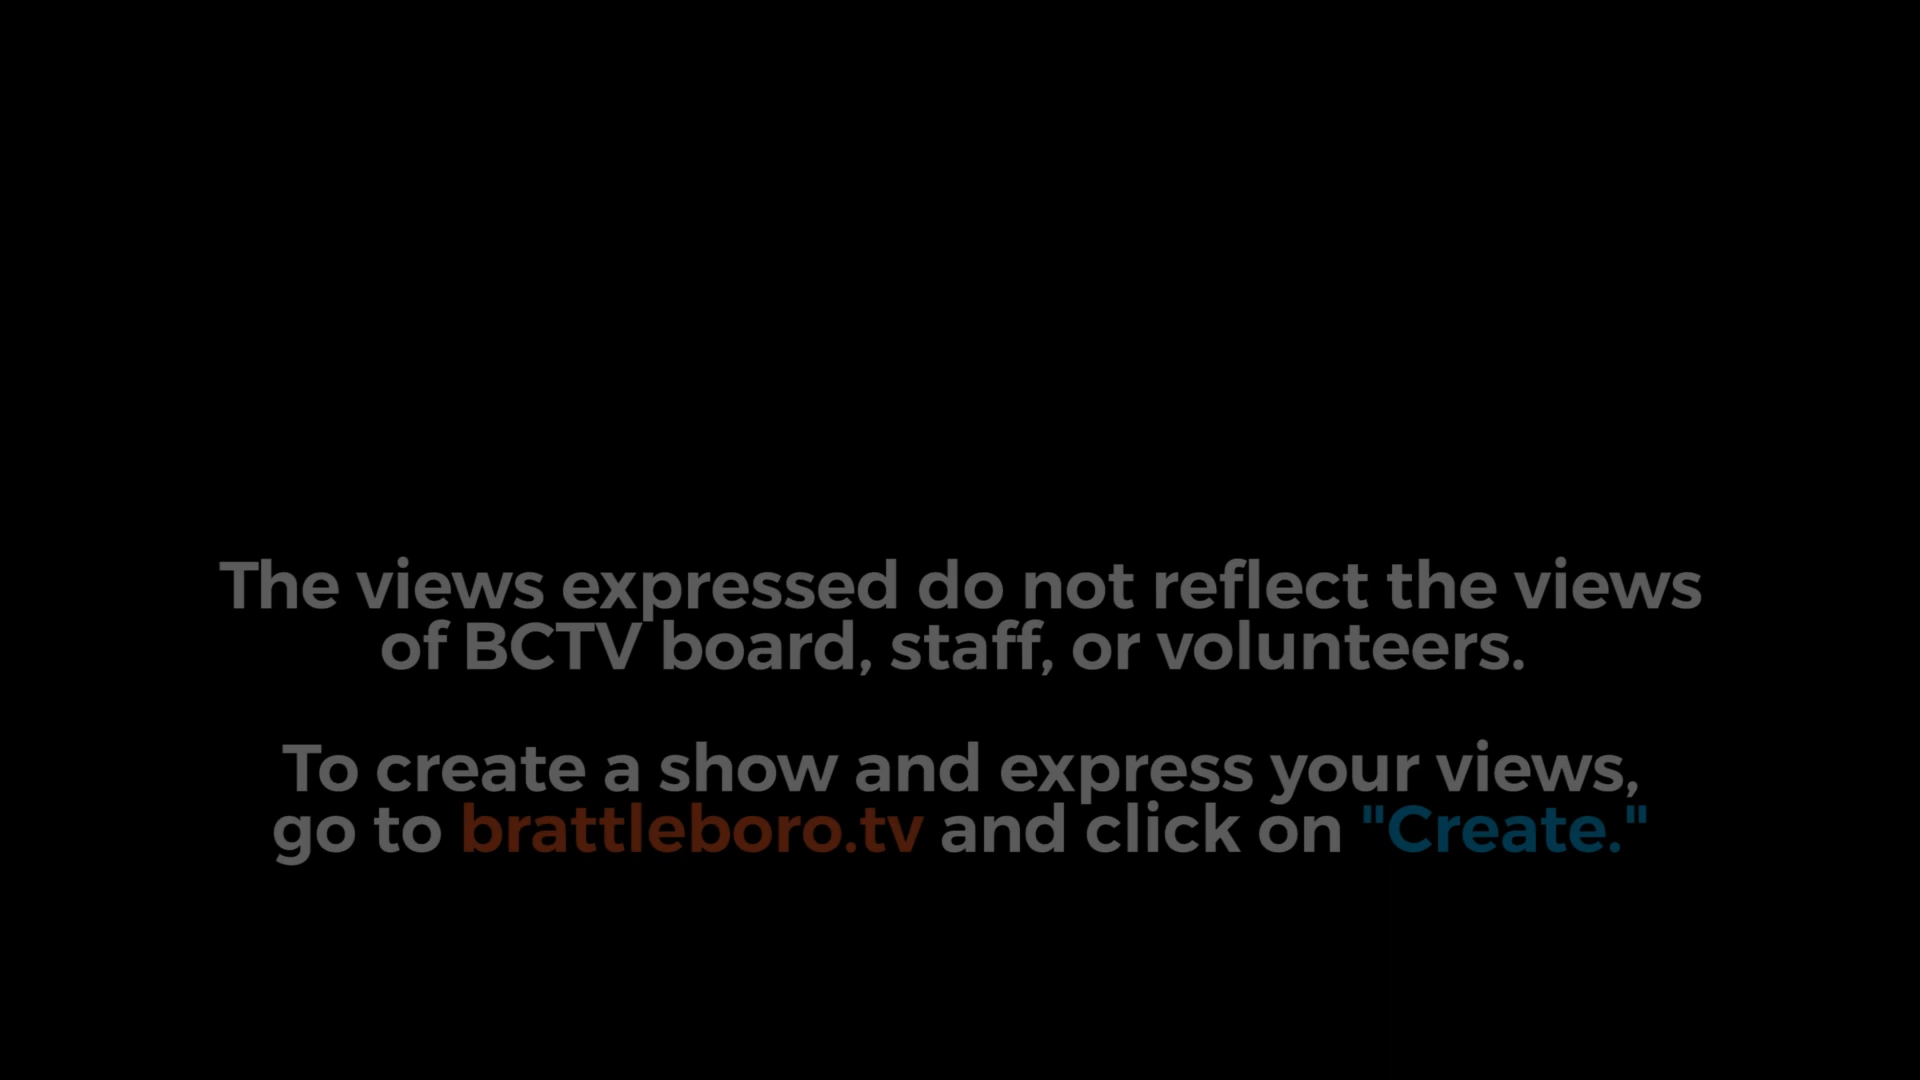 The views expressed do not reflect the views
of BCTV board, staff, or volunteers.
To create a show and express your views,
go to brattleboro.tv and click on "Create."